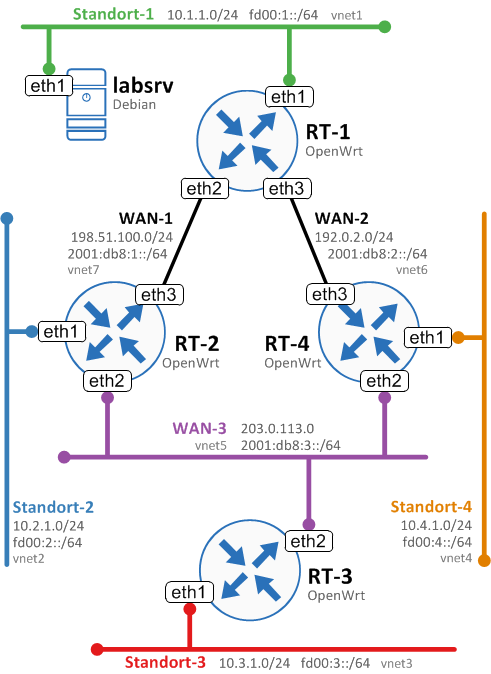 Standort-1 10.1.1.0/24 fd00:1::/64 vnet1
eth1
labsrv
Debian
eth1
RT-1
OpenWrt
eth2
eth3
WAN-1
198.51.100.0/24
2001:db8:1::/64
vnet7
WAN-2
192.0.2.0/24
2001:db8:2::/64
vnet6
eth3
eth1
RT-2
OpenWrt
eth2
eth3
RT-4
OpenWrt
eth1
eth2
WAN-3 203.0.113.0
vnet5 2001:db8:3::/64
Standort-2
10.2.1.0/24
fd00:2::/64
vnet2
Standort-4
10.4.1.0/24
fd00:4::/64
vnet4
eth2
RT-3
OpenWrt
eth1
Standort-3 10.3.1.0/24 fd00:3::/64 vnet3